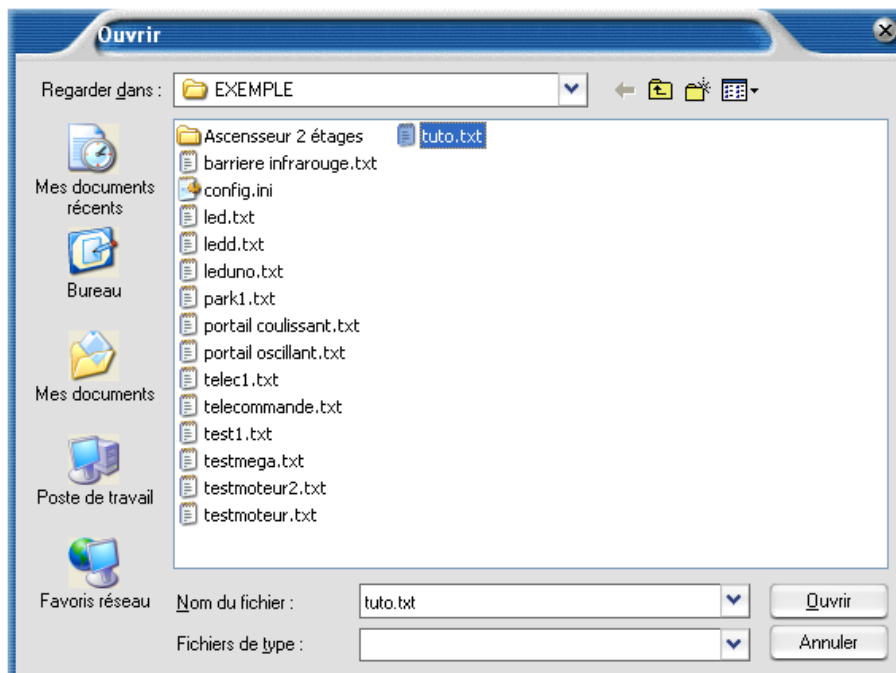 Ouvrir
Regarder dans :
EXEMPLE
Mes documents
récents
Bureau
Mes documents
Poste de travail
Favoris réseau
Ascensseur 2 étages
barriere infrarouge.txt
config.ini
led.txt
ledd.txt
leduno.txt
park1.txt
portail coulissant.txt
portail oscillant.txt
telec1.txt
telecommande.txt
test1.txt
testmega.txt
testmoteur2.txt
testmoteur.txt
tuto.txt
Nom du fichier :
tuto.txt
Ouvrir
Fichiers de type :
Annuler